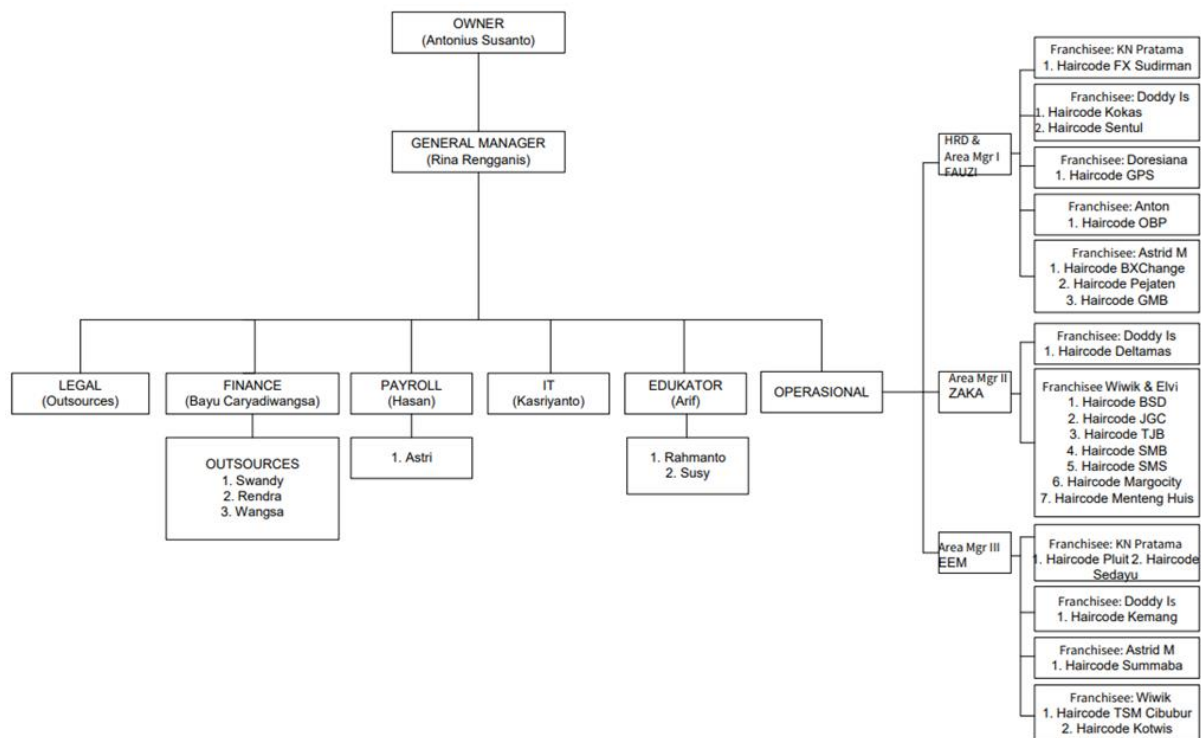 OWNER
(Antonius Susanto)
GENERAL MANAGER
(Rina Rengganis)
LEGAL
(Outsources)
FINANCE
(Bayu Caryadiwangsa)
OUTSOURCES
1. Swandy
2. Rendra
3. Wangsa
PAYROLL
(Hasan)
1. Astri
IT
(Kasriyanto)
EDUKATOR
(Arif)
1. Rahmanto
2. Susy
OPERASIONAL
HRD &
Area Mgr I
FAUZI
Franchisee: KN Pratama
1. Haircode FX Sudirman
Franchisee: Doddy Is
1. Haircode Kokas
2. Haircode Sentul
Franchisee: Doresiana
1. Haircode GPS
Franchisee: Anton
1. Haircode OBP
Franchisee: Astrid M
1. Haircode BXChange
2. Haircode Pejaten
3. Haircode GMB
Area Mgr II
ZAKA
Franchisee: Doddy Is
1. Haircode Deltamas
Franchisee Wiwik & Elvi
1. Haircode BSD
2. Haircode JGC
3. Haircode TJB
4. Haircode SMB
5. Haircode SMS
6. Haircode Margocity
7. Haircode Menteng Huis
Area Mgr III
EEM
Franchisee: KN Pratama
1. Haircode Pluit 2. Haircode
Sedayu
Franchisee: Doddy Is
1. Haircode Kemang
Franchisee: Astrid M
1. Haircode Summaba
Franchisee: Wiwik
1. Haircode TSM Cibubur
2. Haircode Kotwis